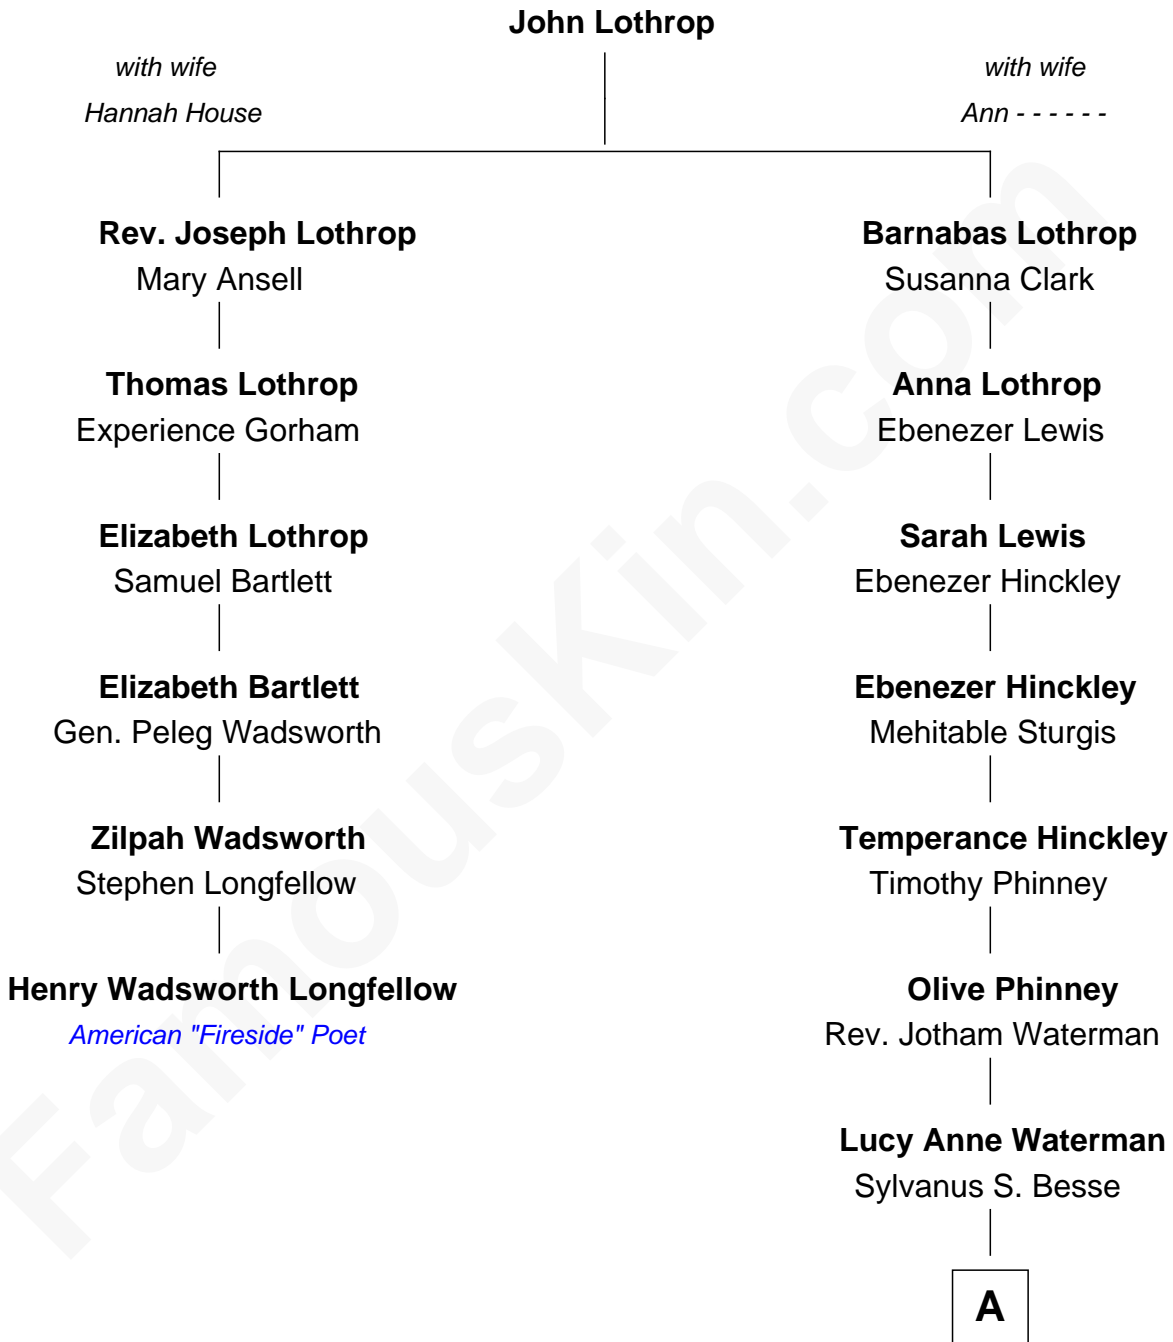 John Lothrop
with wife
Hannah House
with wife
Ann - - - - - -
Rev. Joseph Lothrop
Mary Ansell
Barnabas Lothrop
Susanna Clark
Thomas Lothrop
Experience Gorham
Anna Lothrop
Ebenezer Lewis
Elizabeth Lothrop
Samuel Bartlett
Sarah Lewis
Ebenezer Hinckley
Elizabeth Bartlett
Gen. Peleg Wadsworth
Ebenezer Hinckley
Mehitable Sturgis
Zilpah Wadsworth
Stephen Longfellow
Temperance Hinckley
Timothy Phinney
Henry Wadsworth Longfellow
American "Fireside" Poet
Olive Phinney
Rev. Jotham Waterman
Lucy Anne Waterman
Sylvanus S. Besse
A
FamousKin.com